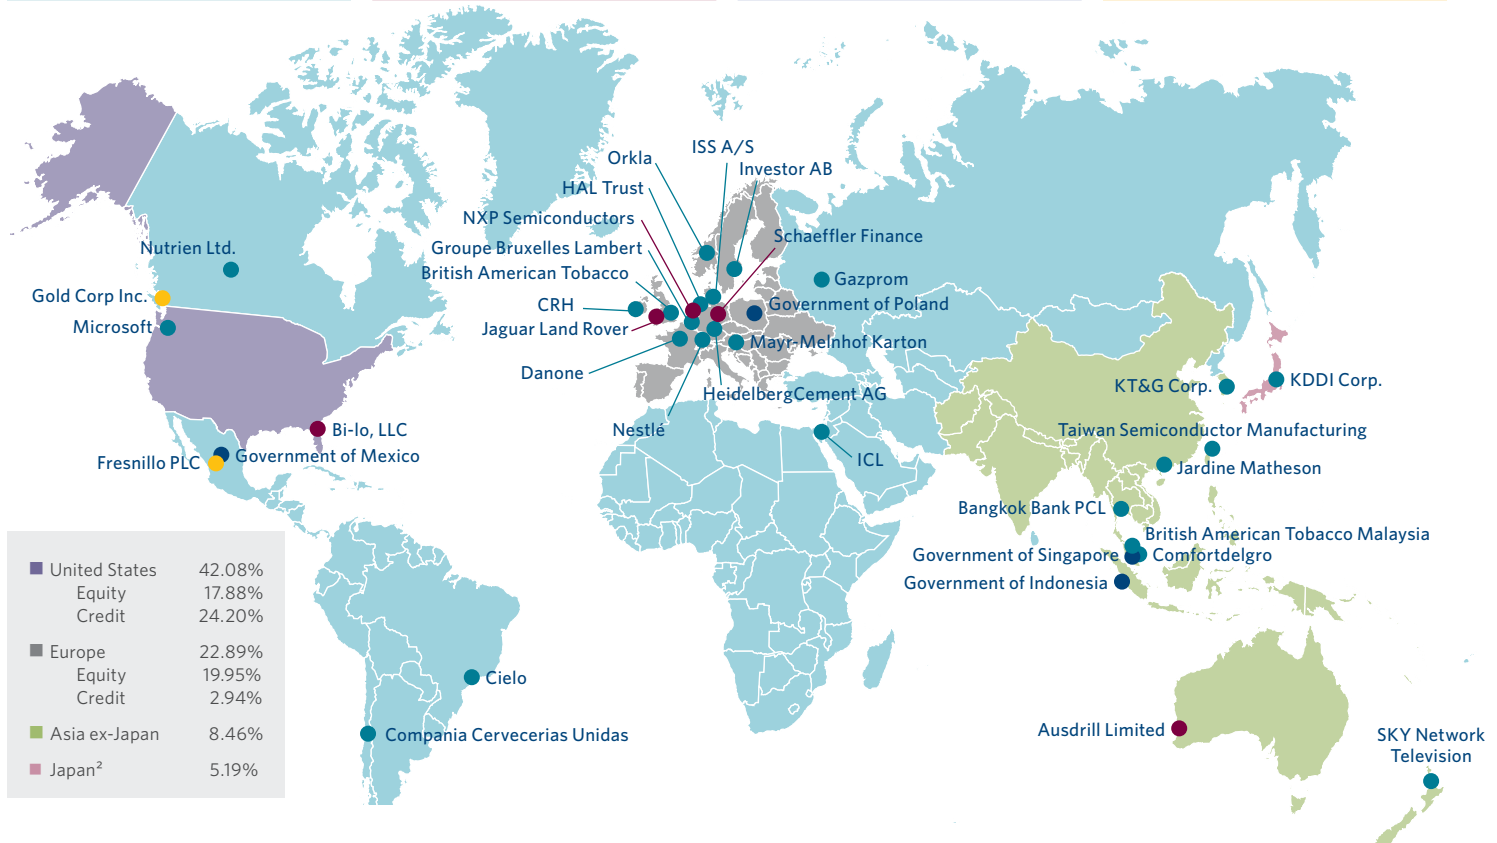 ISS A/S
Orkla
Investor AB
HAL Trust
NXP Semiconductors
Schaeffler Finance
Groupe Bruxelles Lambert
Nutrien Ltd.
British American Tobacco
Gazprom
Gold Corp Inc.
CRH
Government of Poland
Microsoft
Jaguar Land Rover
Mayr-Melnhof Karton
Danone
KT&G Corp.
KDDI Corp.
HeidelbergCement AG
Bi-lo, LLC
Nestlé
Taiwan Semiconductor Manufacturing
Fresnillo PLC
Government of Mexico
ICL
Jardine Matheson
Bangkok Bank PCL
British American Tobacco Malaysia
Government of Singapore
Comfortdelgro
Government of Indonesia
United States 42.08%
Equity 17.88%
Credit 24.20%
Europe 22.89%
Equity 19.95%
Credit 2.94%
Asia ex-Japan 8.46%
Japan² 5.19%
Cielo
Compania Cervecerias Unidas
Ausdrill Limited
SKY Network
Television